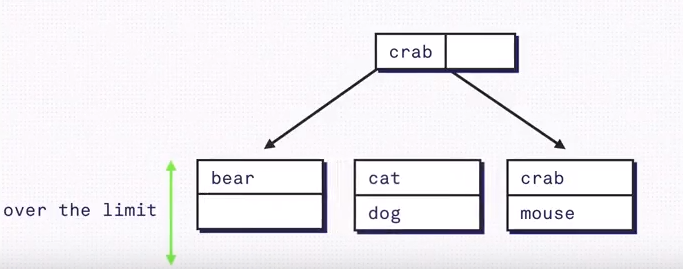 crab
bear
cat
crab
over the limit
dog
mouse